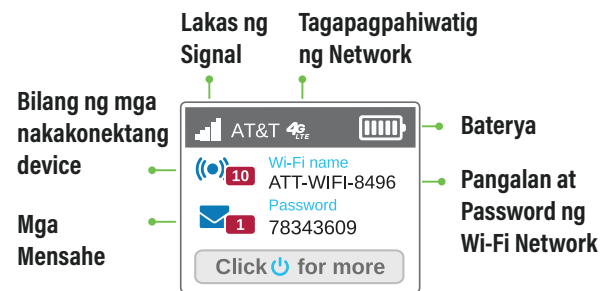 Lakas ng
Signal
Tagapagpahiwatig
ng Network
Bilang ng mga
nakakonektang
device
Mga
Mensahe
AT&T 4G LTE
Wi-Fi name
10
ATT-WIFI-8496
Password
1
78343609
Click for more
Baterya
Pangalan at
Password ng
Wi-Fi Network